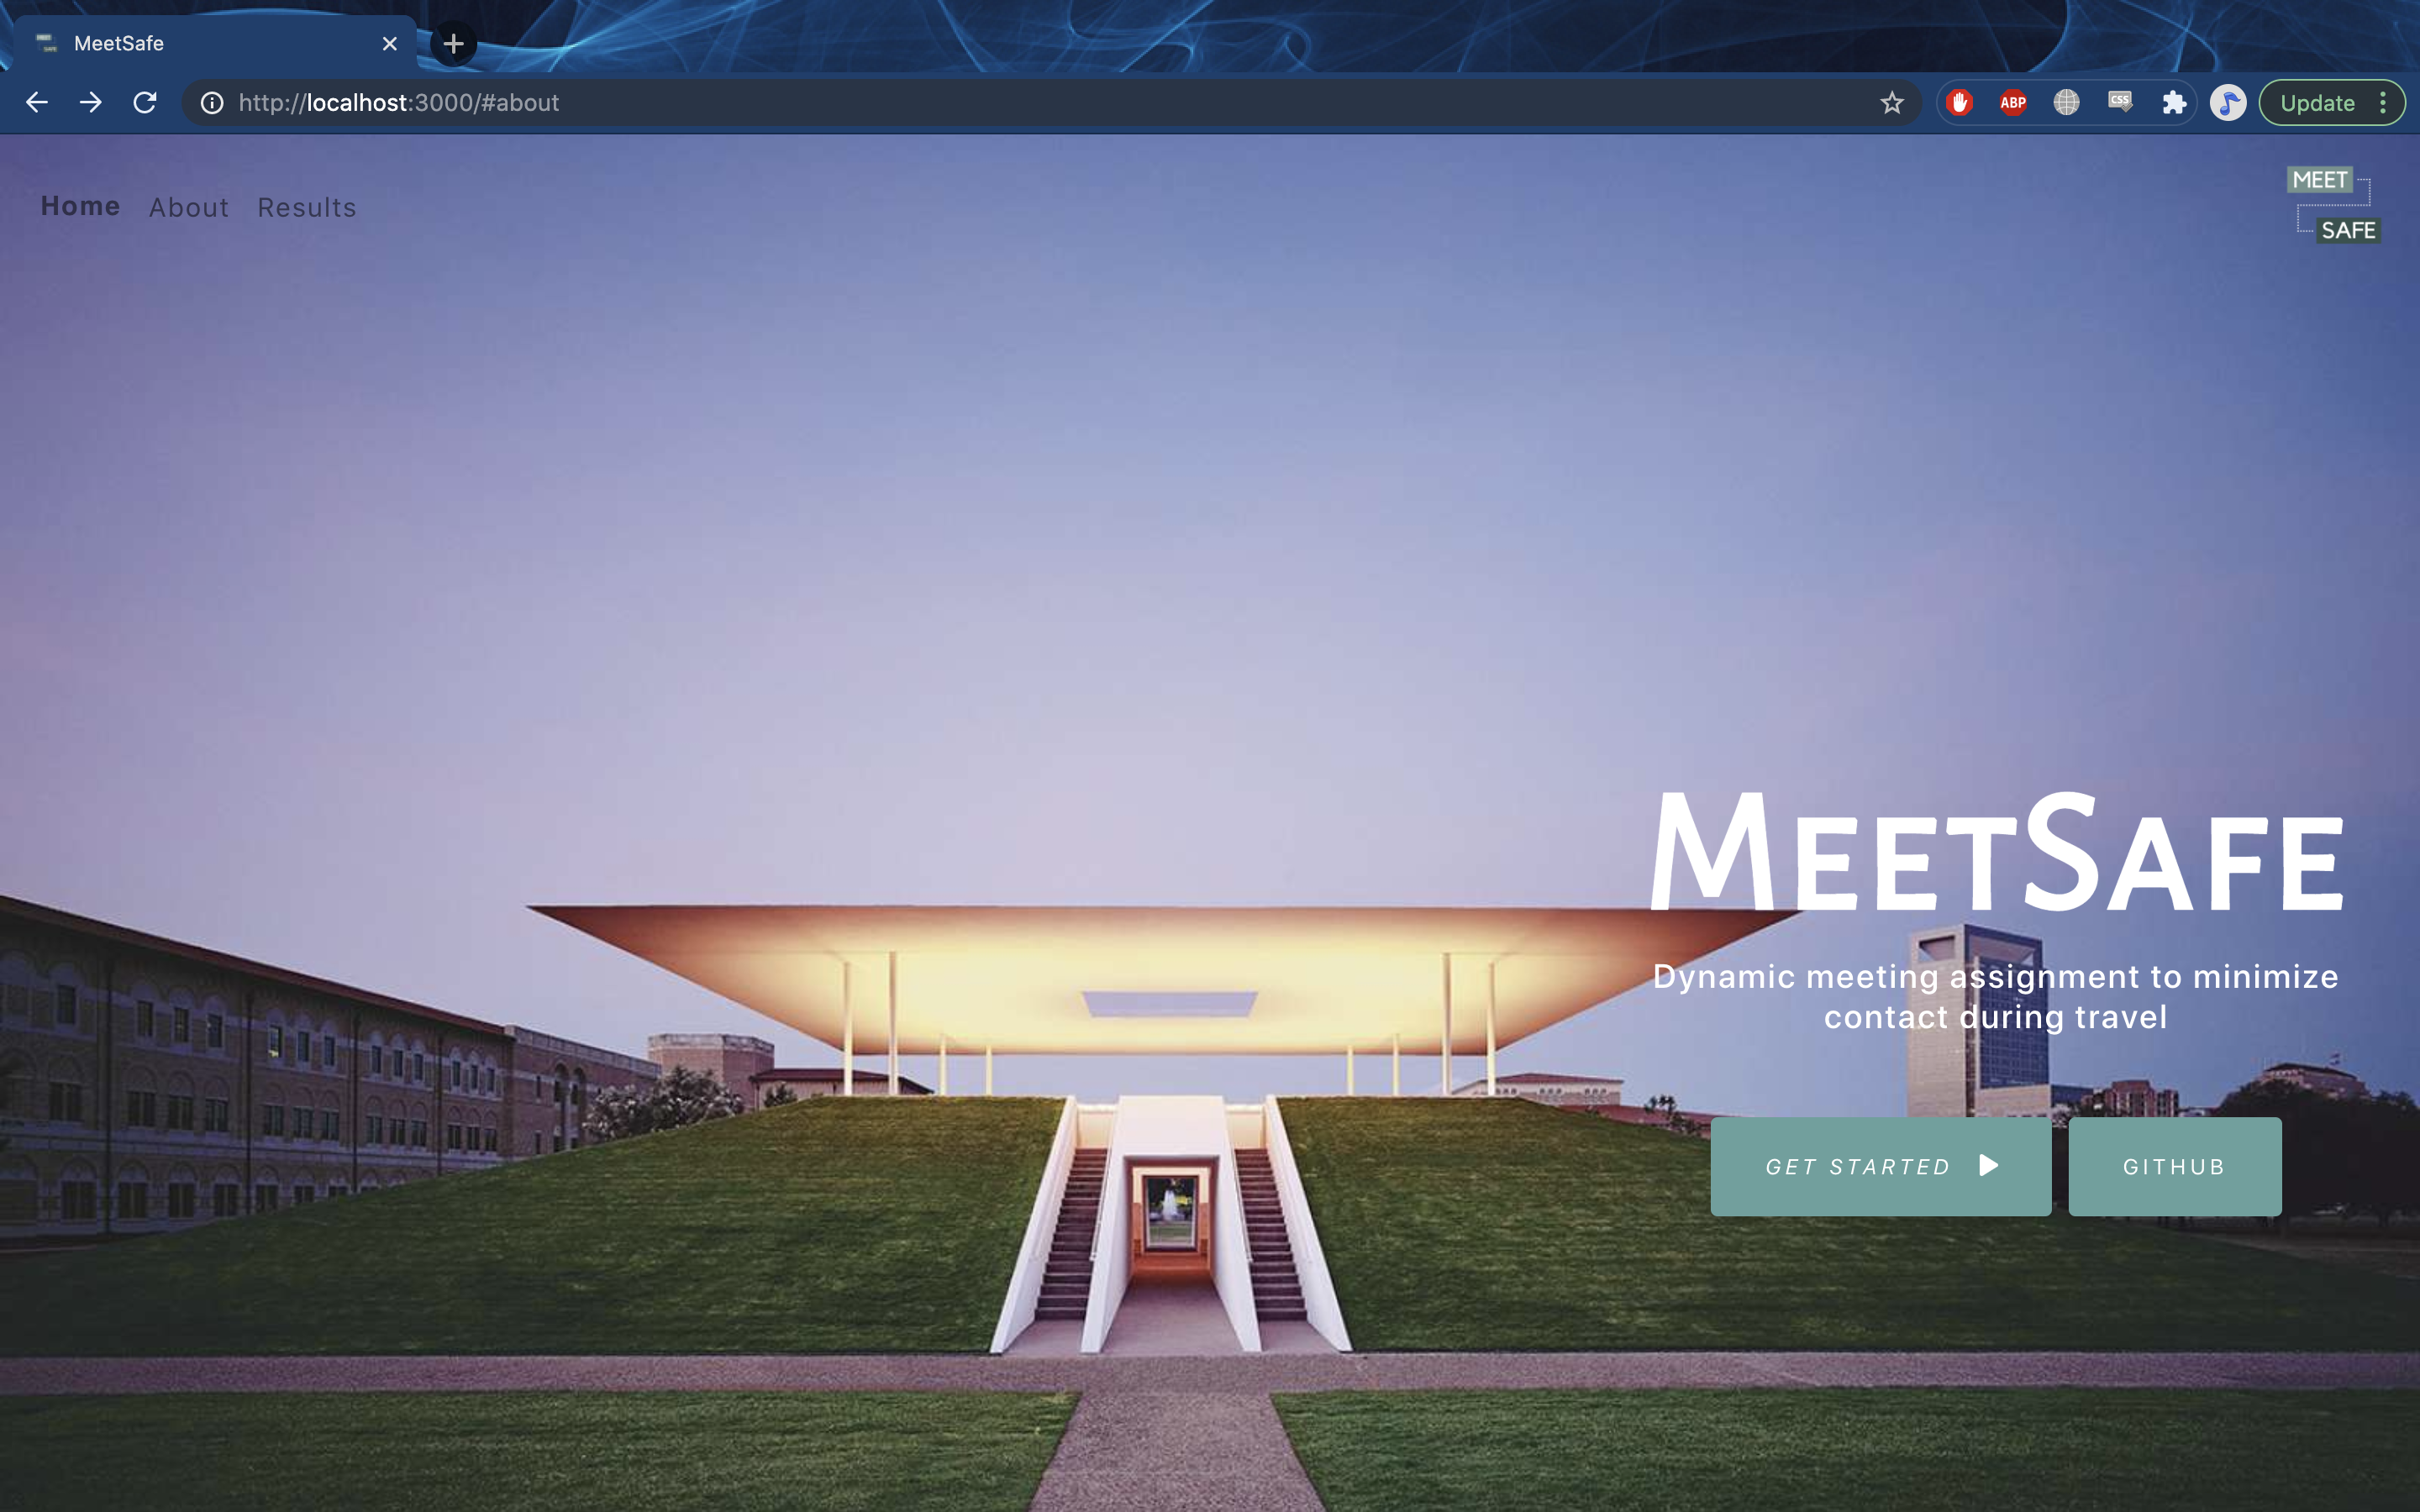 MeetSafe
http://localhost:3000/#about
ABP
CSS
Update
Home About Results
MEET
SAFE
MEETSAFE
Dynamic meeting assignment to minimize
contact during travel
GET STARTED
GITHUB